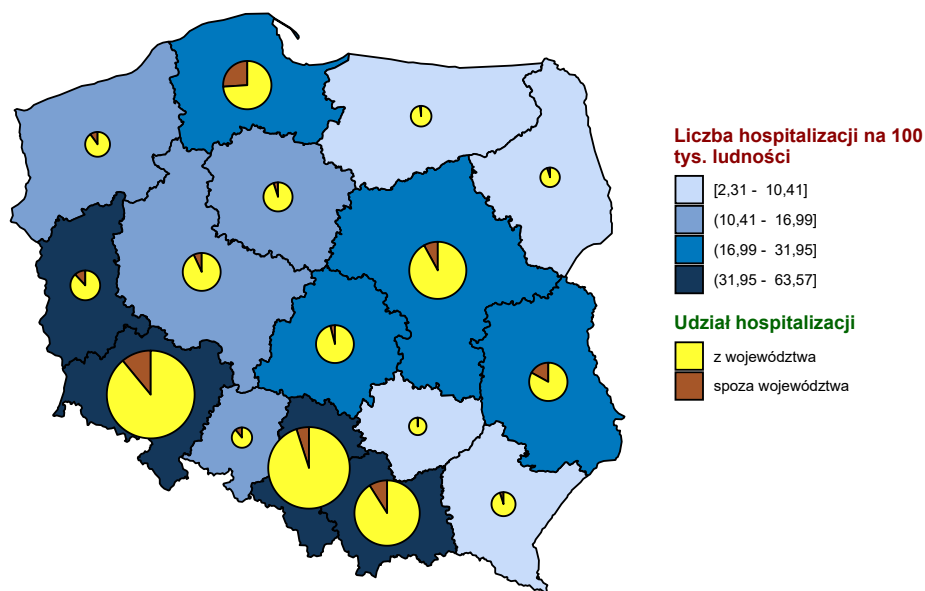 Liczba hospitalizacji na 100
tys. ludności
[2,31 - 10,41]
(10,41 - 16,99]
(16,99 - 31,95]
(31,95 - 63,57]
Udział hospitalizacji
z województwa
spoza województwa